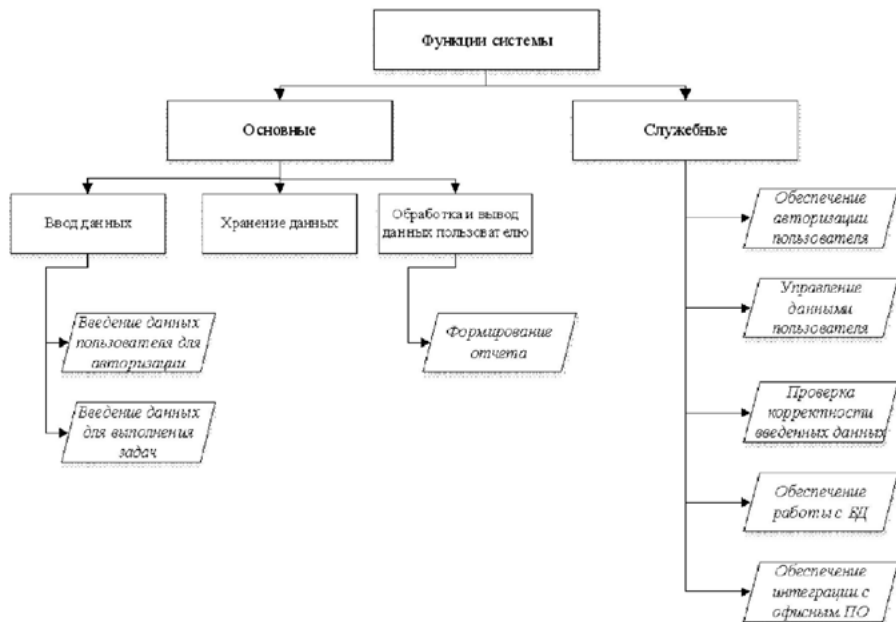 Функции системы
Основные
Служебные
Ввод данных
Хранение данных
Обработка и вывод
данных пользователю
Введение данных
пользователя для
авторизации
Введение данных
для выполнения
задач
Формирование
отчета
Обеспечение
авторизации
пользователя
Управление
данными
пользователя
Проверка
корректности
введенных данных
Обеспечение
работы с БД
Обеспечение
интеграции с
офисным ПО